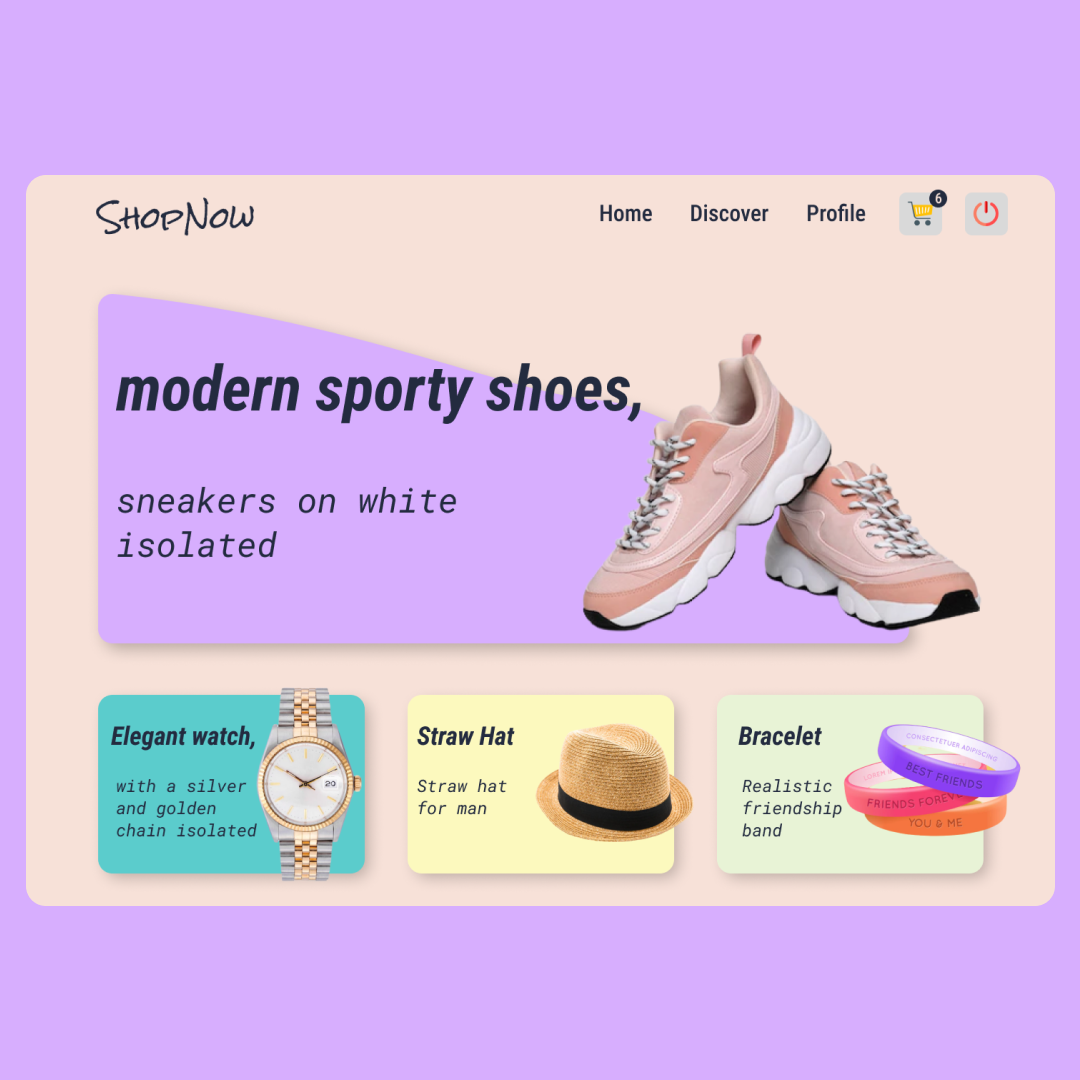 ShopNow
Home Discover Profile 6
modern sporty shoes,
sneakers on white
isolated
Elegant watch,
with a silver
and golden
chain isolated
20
Straw Hat
Straw hat
for man
Bracelet
Realistic
friendship
band
CONSECTETUER ADIPISCING
BEST FRIENDS
LOREM
FRIENDS FOREV
YOU & ME